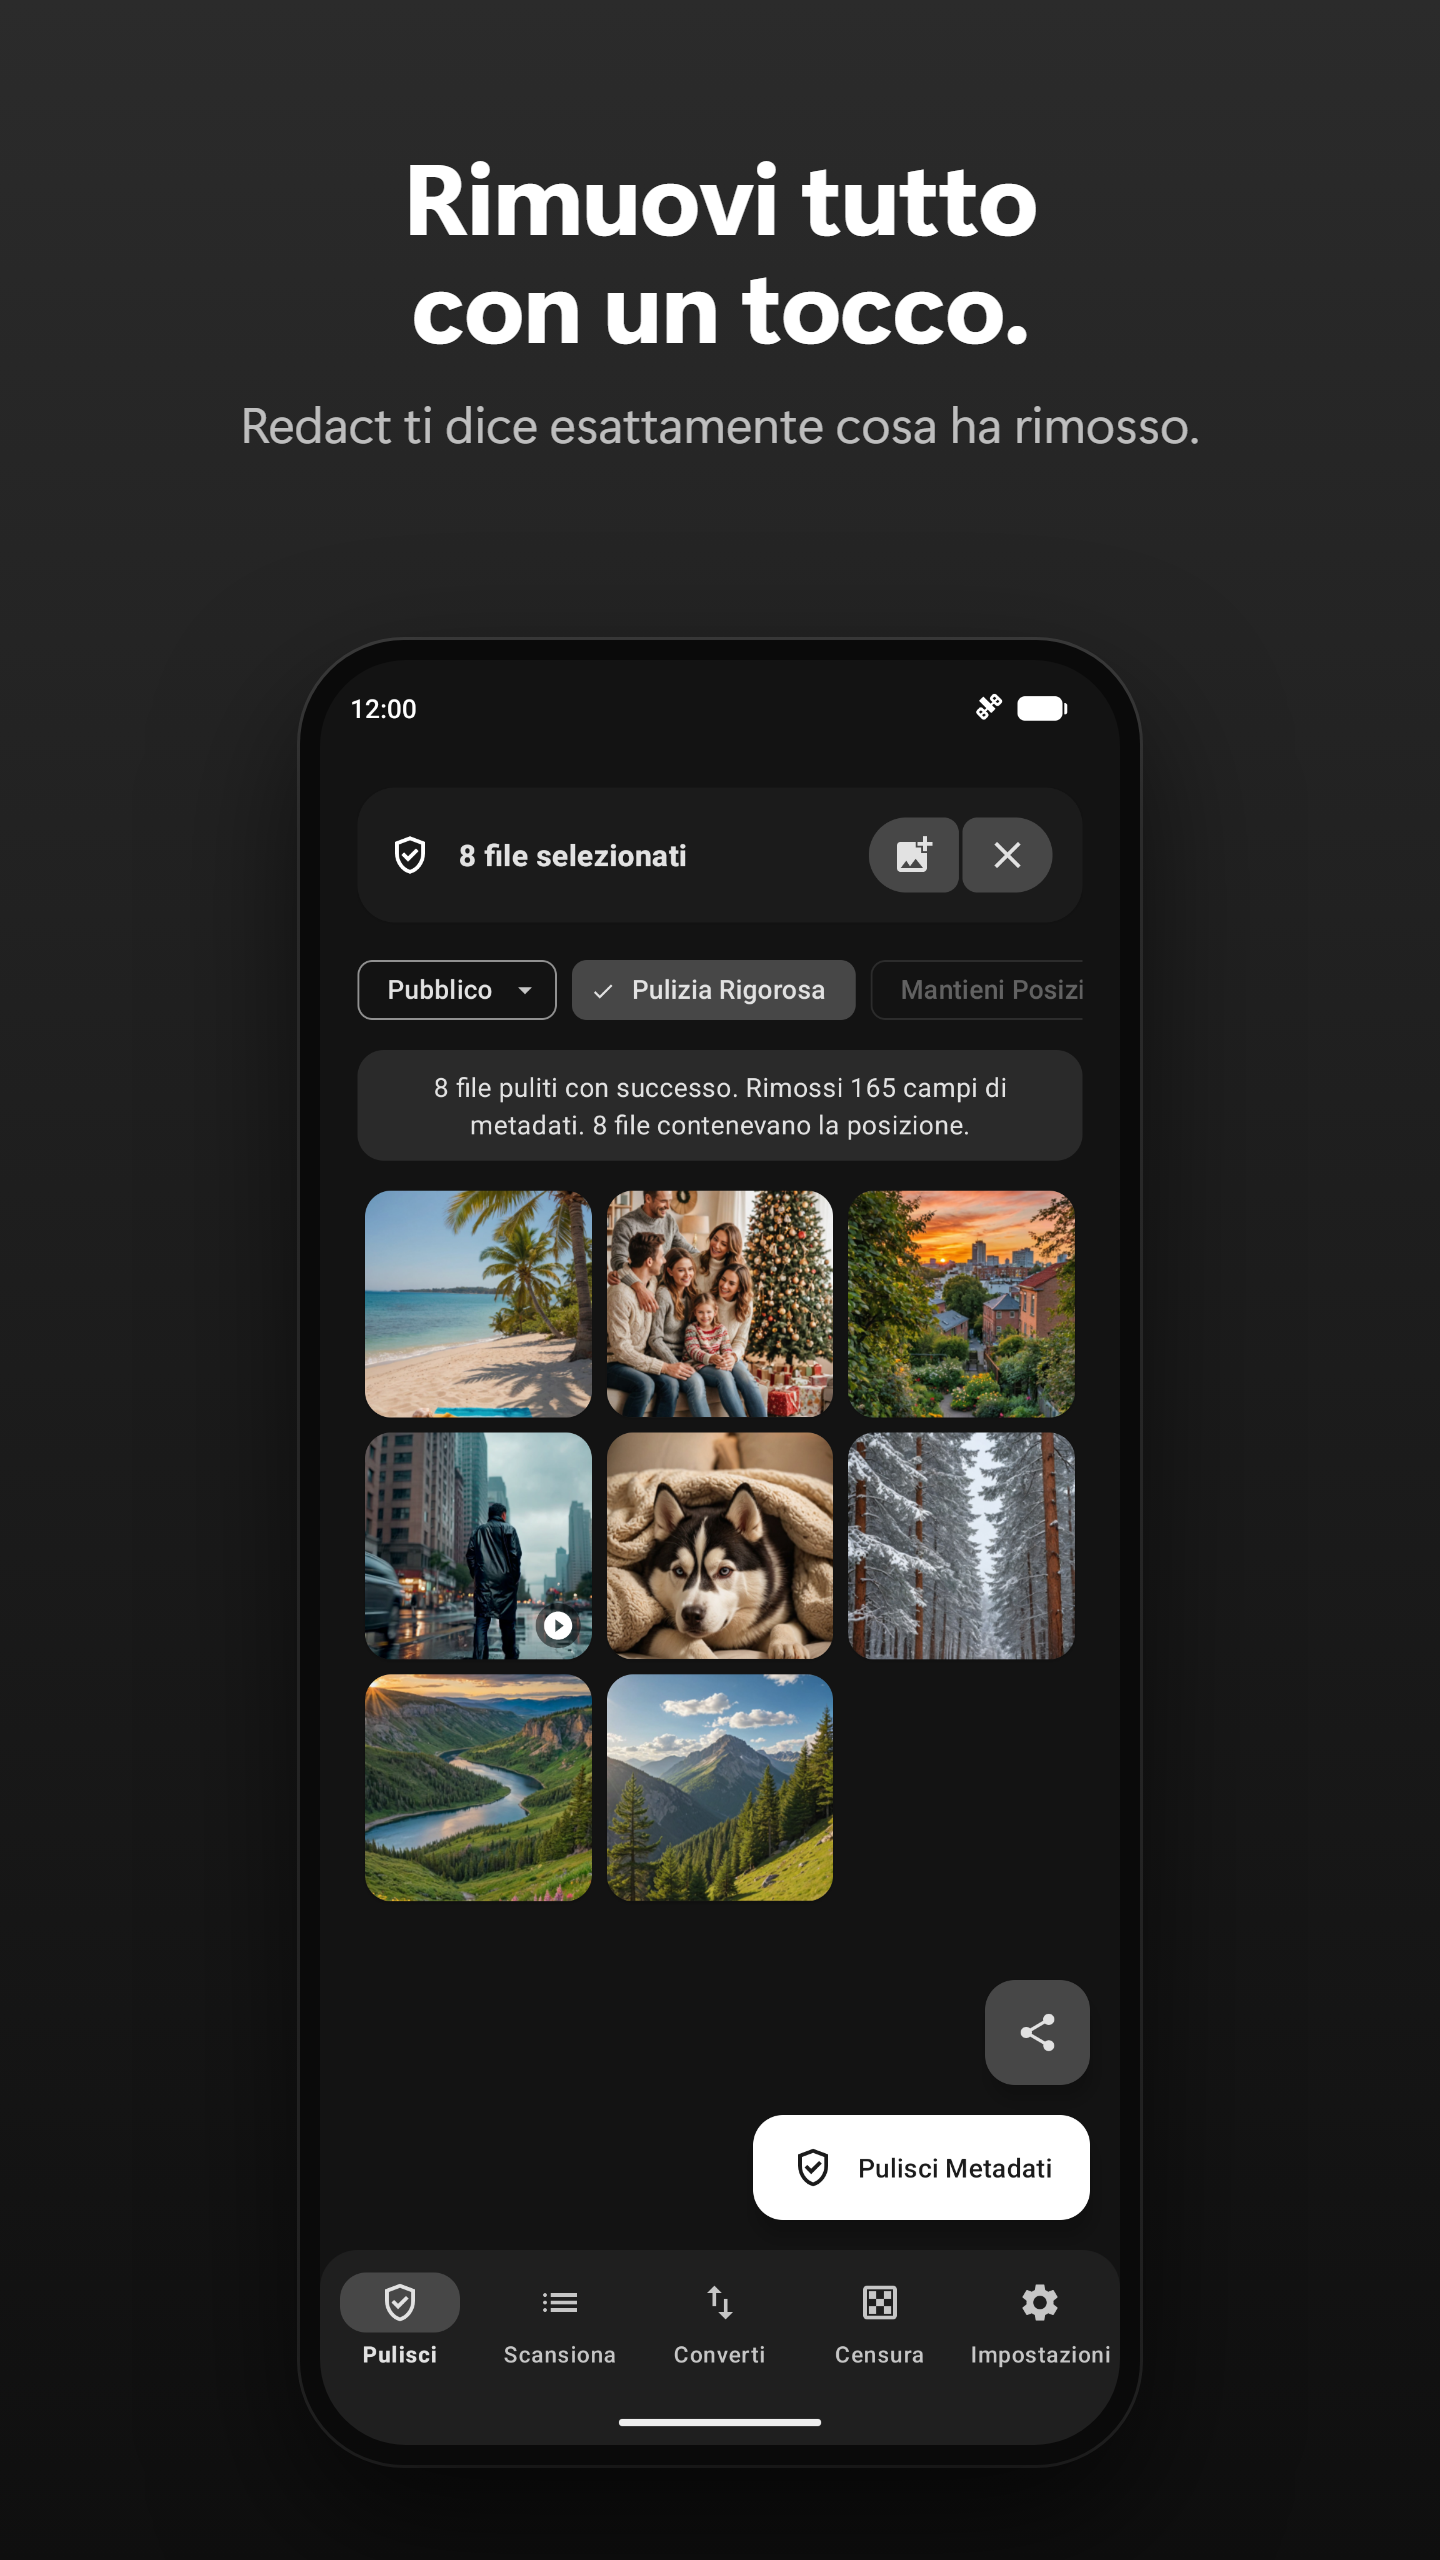 Rimuovi tutto
con un tocco.
Redact ti dice esattamente cosa ha rimosso.
12:00
8 file selezionati
Pubblico
Pulizia Rigorosa
Mantieni Posizi
8 file puliti con successo. Rimossi 165 campi di
metadati. 8 file contenevano la posizione.
Pulisci Metadati
Pulisci
Scansiona
Converti
Censura
Impostazioni